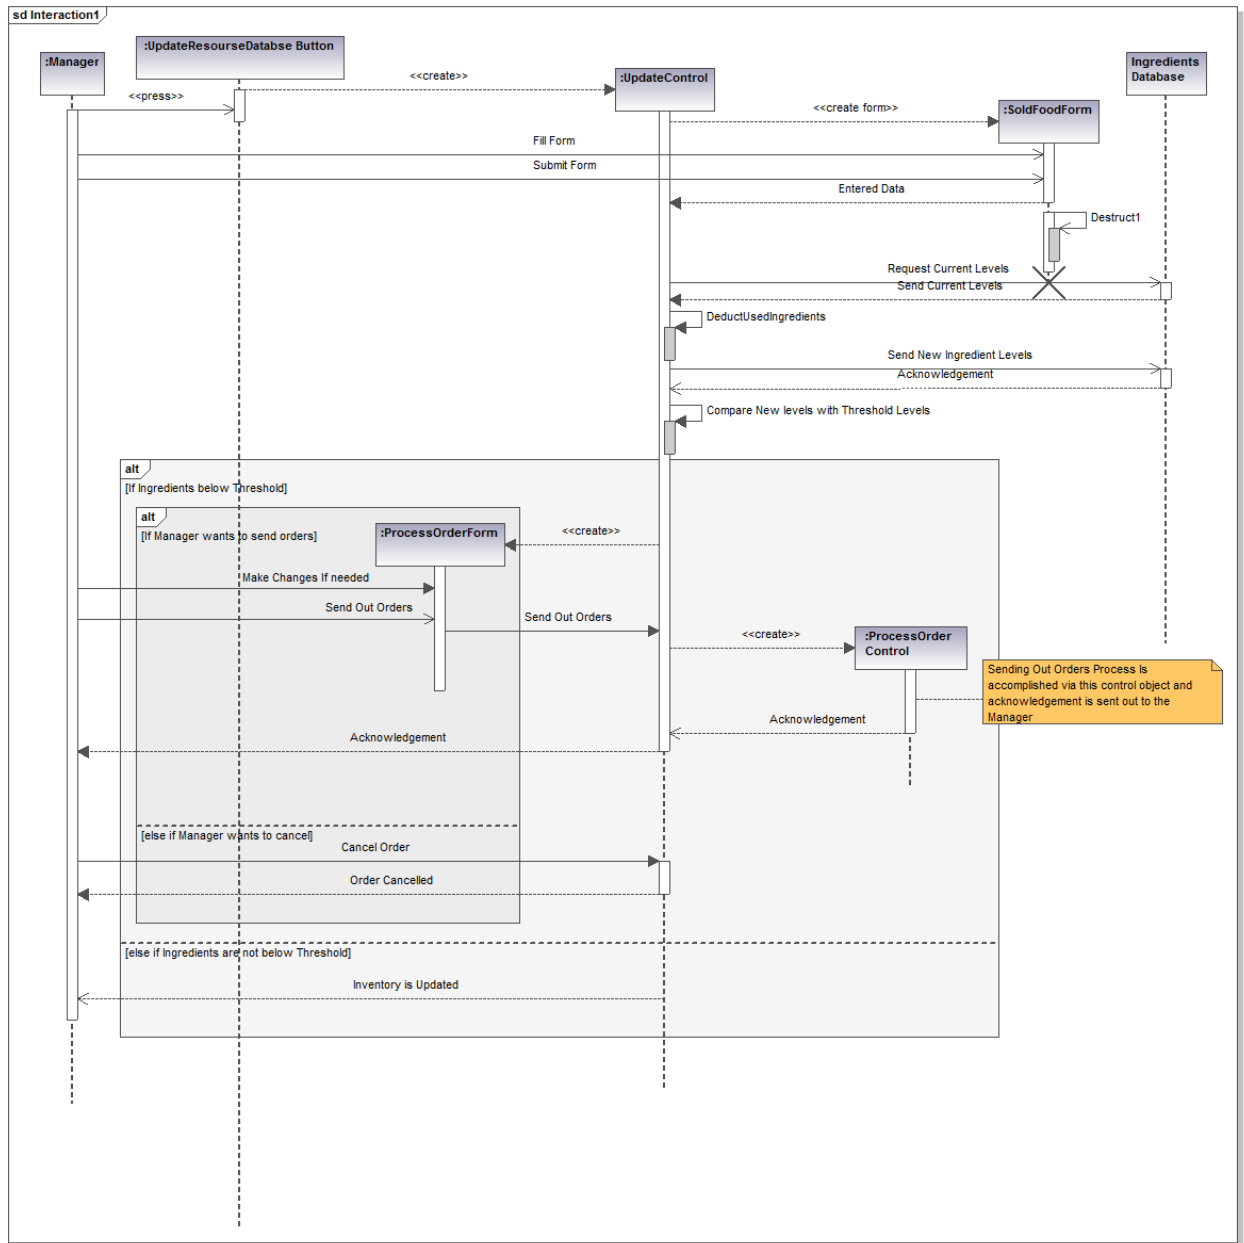 sd Interaction1
:Manager
:UpdateResourseDatabse Button
:UpdateControl
Ingredients
Database
<<create>>
<<press>>
<<create form>>
:SoldFoodForm
Fill Form
Submit Form
Entered Data
Destruct1
Request Current Levels
Send Current Levels
DeductUsedIngredients
Send New Ingredient Levels
Acknowledgement
Compare New levels with Threshold Levels
alt
[If Ingredients below Threshold]
alt
[If Manager wants to send orders]
:ProcessOrderForm
<<create>>
Make Changes If needed
Send Out Orders
Send Out Orders
<<create>>
:ProcessOrder
Control
Sending Out Orders Process Is
accomplished via this control object and
acknowledgement is sent out to the
Manager
Acknowledgement
Acknowledgement
[else if Manager wants to cancel]
Cancel Order
Order Cancelled
[else if Ingredients are not below Threshold]
Inventory is Updated